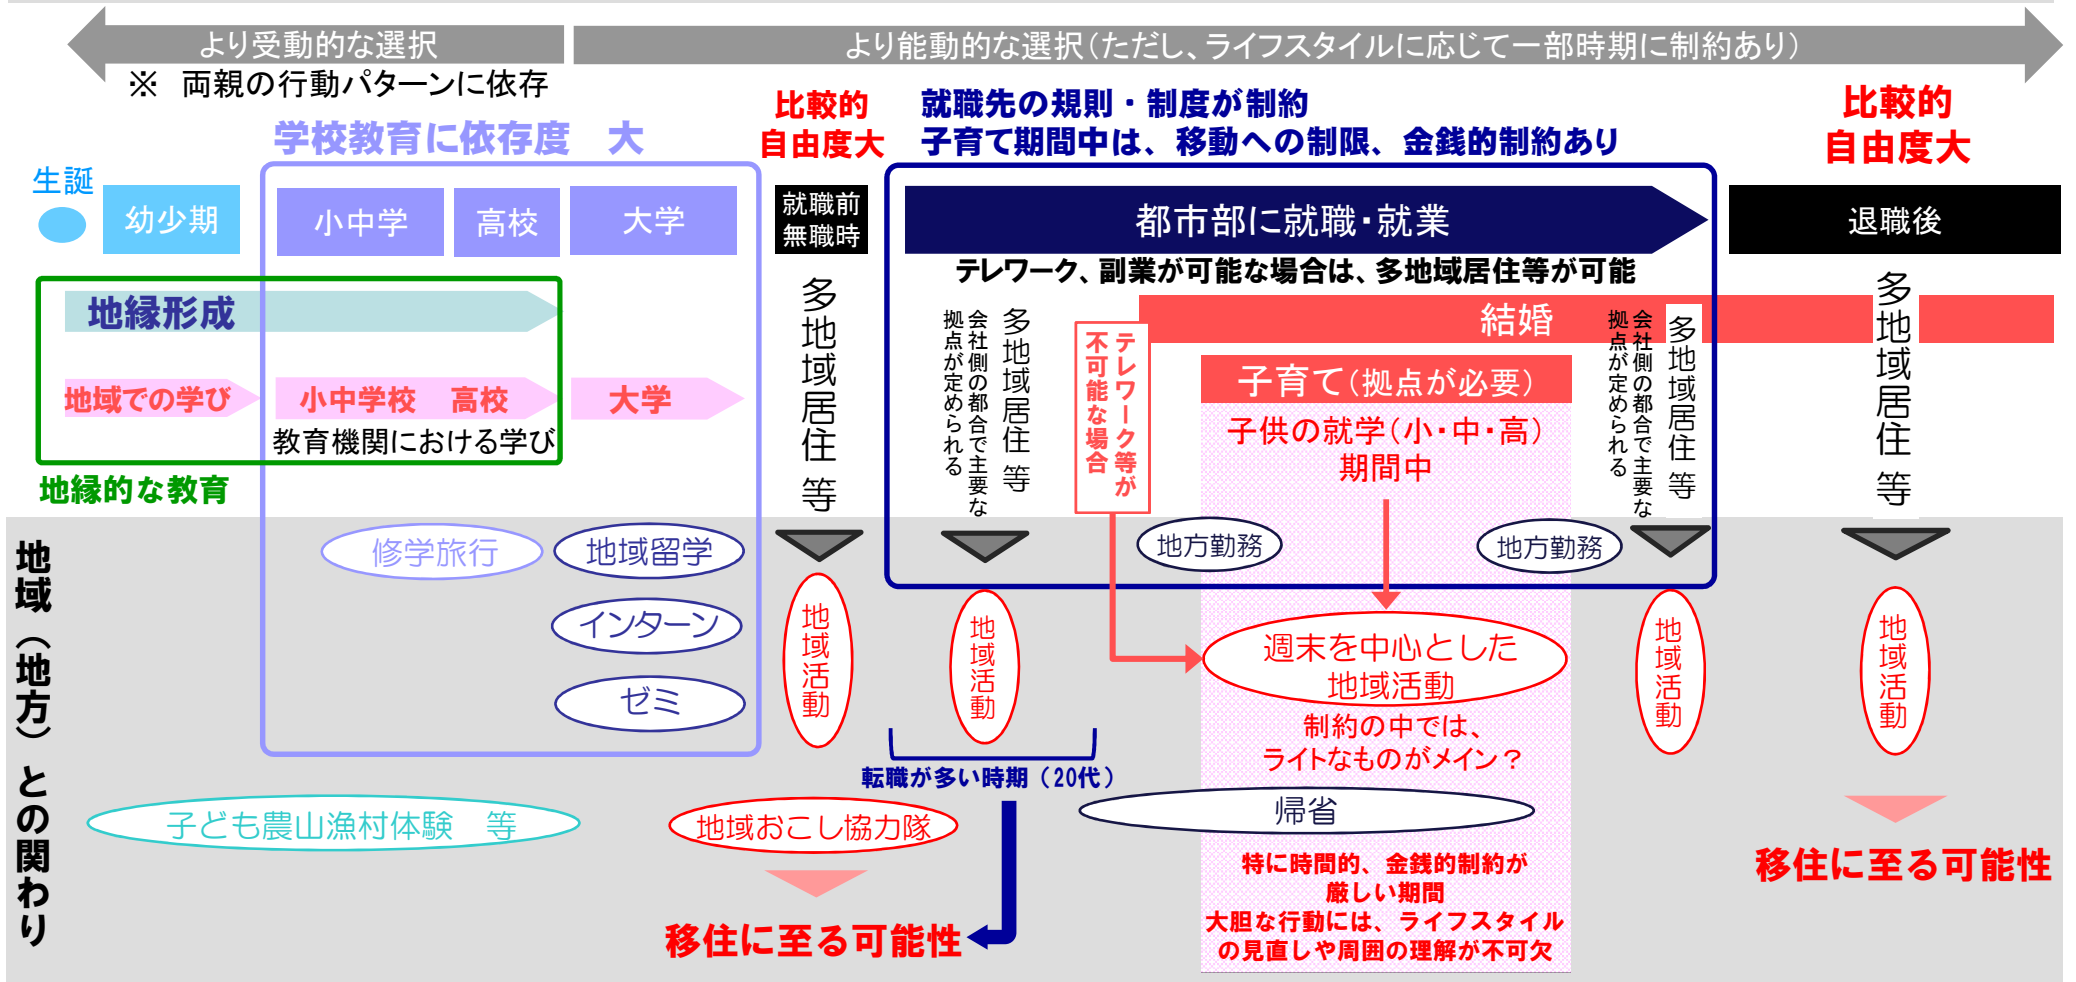 より受動的な選択
より能動的な選択（ただし、ライフスタイルに応じて一部時期に制約あり）
※　両親の行動パターンに依存
学校教育に依存度　大
比較的
自由度大
就職先の規則・制度が制約
子育て期間中は、移動への制限、金銭的制約あり
比較的
自由度大
生誕
幼少期
小中学
高校
大学
就職前
無職時
都市部に就職・就業
退職後
テレワーク、副業が可能な場合は、多地域居住等が可能
地縁形成
地域での学び
小中学校　高校
大学
教育機関における学び
地縁的な教育
多地域居住 等
会社側の都合で主要な
拠点が定められる
多地域居住 等
テレワーク等が
不可能な場合
結婚
子育て（拠点が必要）
子供の就学（小・中・高）
期間中
会社側の都合で主要な
拠点が定められる
多地域居住 等
多地域居住 等
地域（地方）との関わり
修学旅行
地域留学
インターン
ゼミ
地方勤務
地方勤務
地域活動
地域活動
週末を中心とした
地域活動
制約の中では、
ライトなものがメイン？
地域活動
地域活動
転職が多い時期（20代）
子ども農山漁村体験　等
地域おこし協力隊
帰省
移住に至る可能性
特に時間的、金銭的制約が
厳しい期間
大胆な行動には、ライフスタイル
の見直しや周囲の理解が不可欠
移住に至る可能性